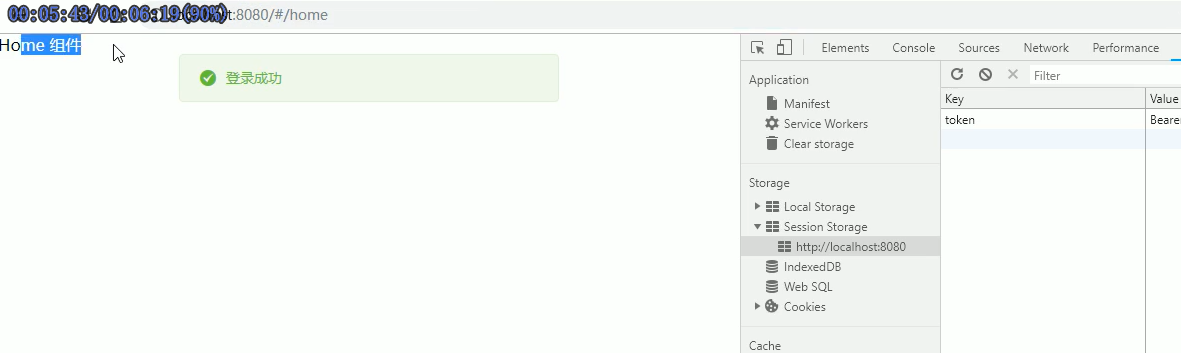 00:05:43/00:06:19(90%) :8080/#/home
Home 组件
登录成功
Elements Console Sources Network Performance
Application
Manifest
Service Workers
Clear storage
Storage
Local Storage
Session Storage
http://localhost:8080
IndexedDB
Web SQL
Cookies
Cache
Filter
Key Value
token Beare